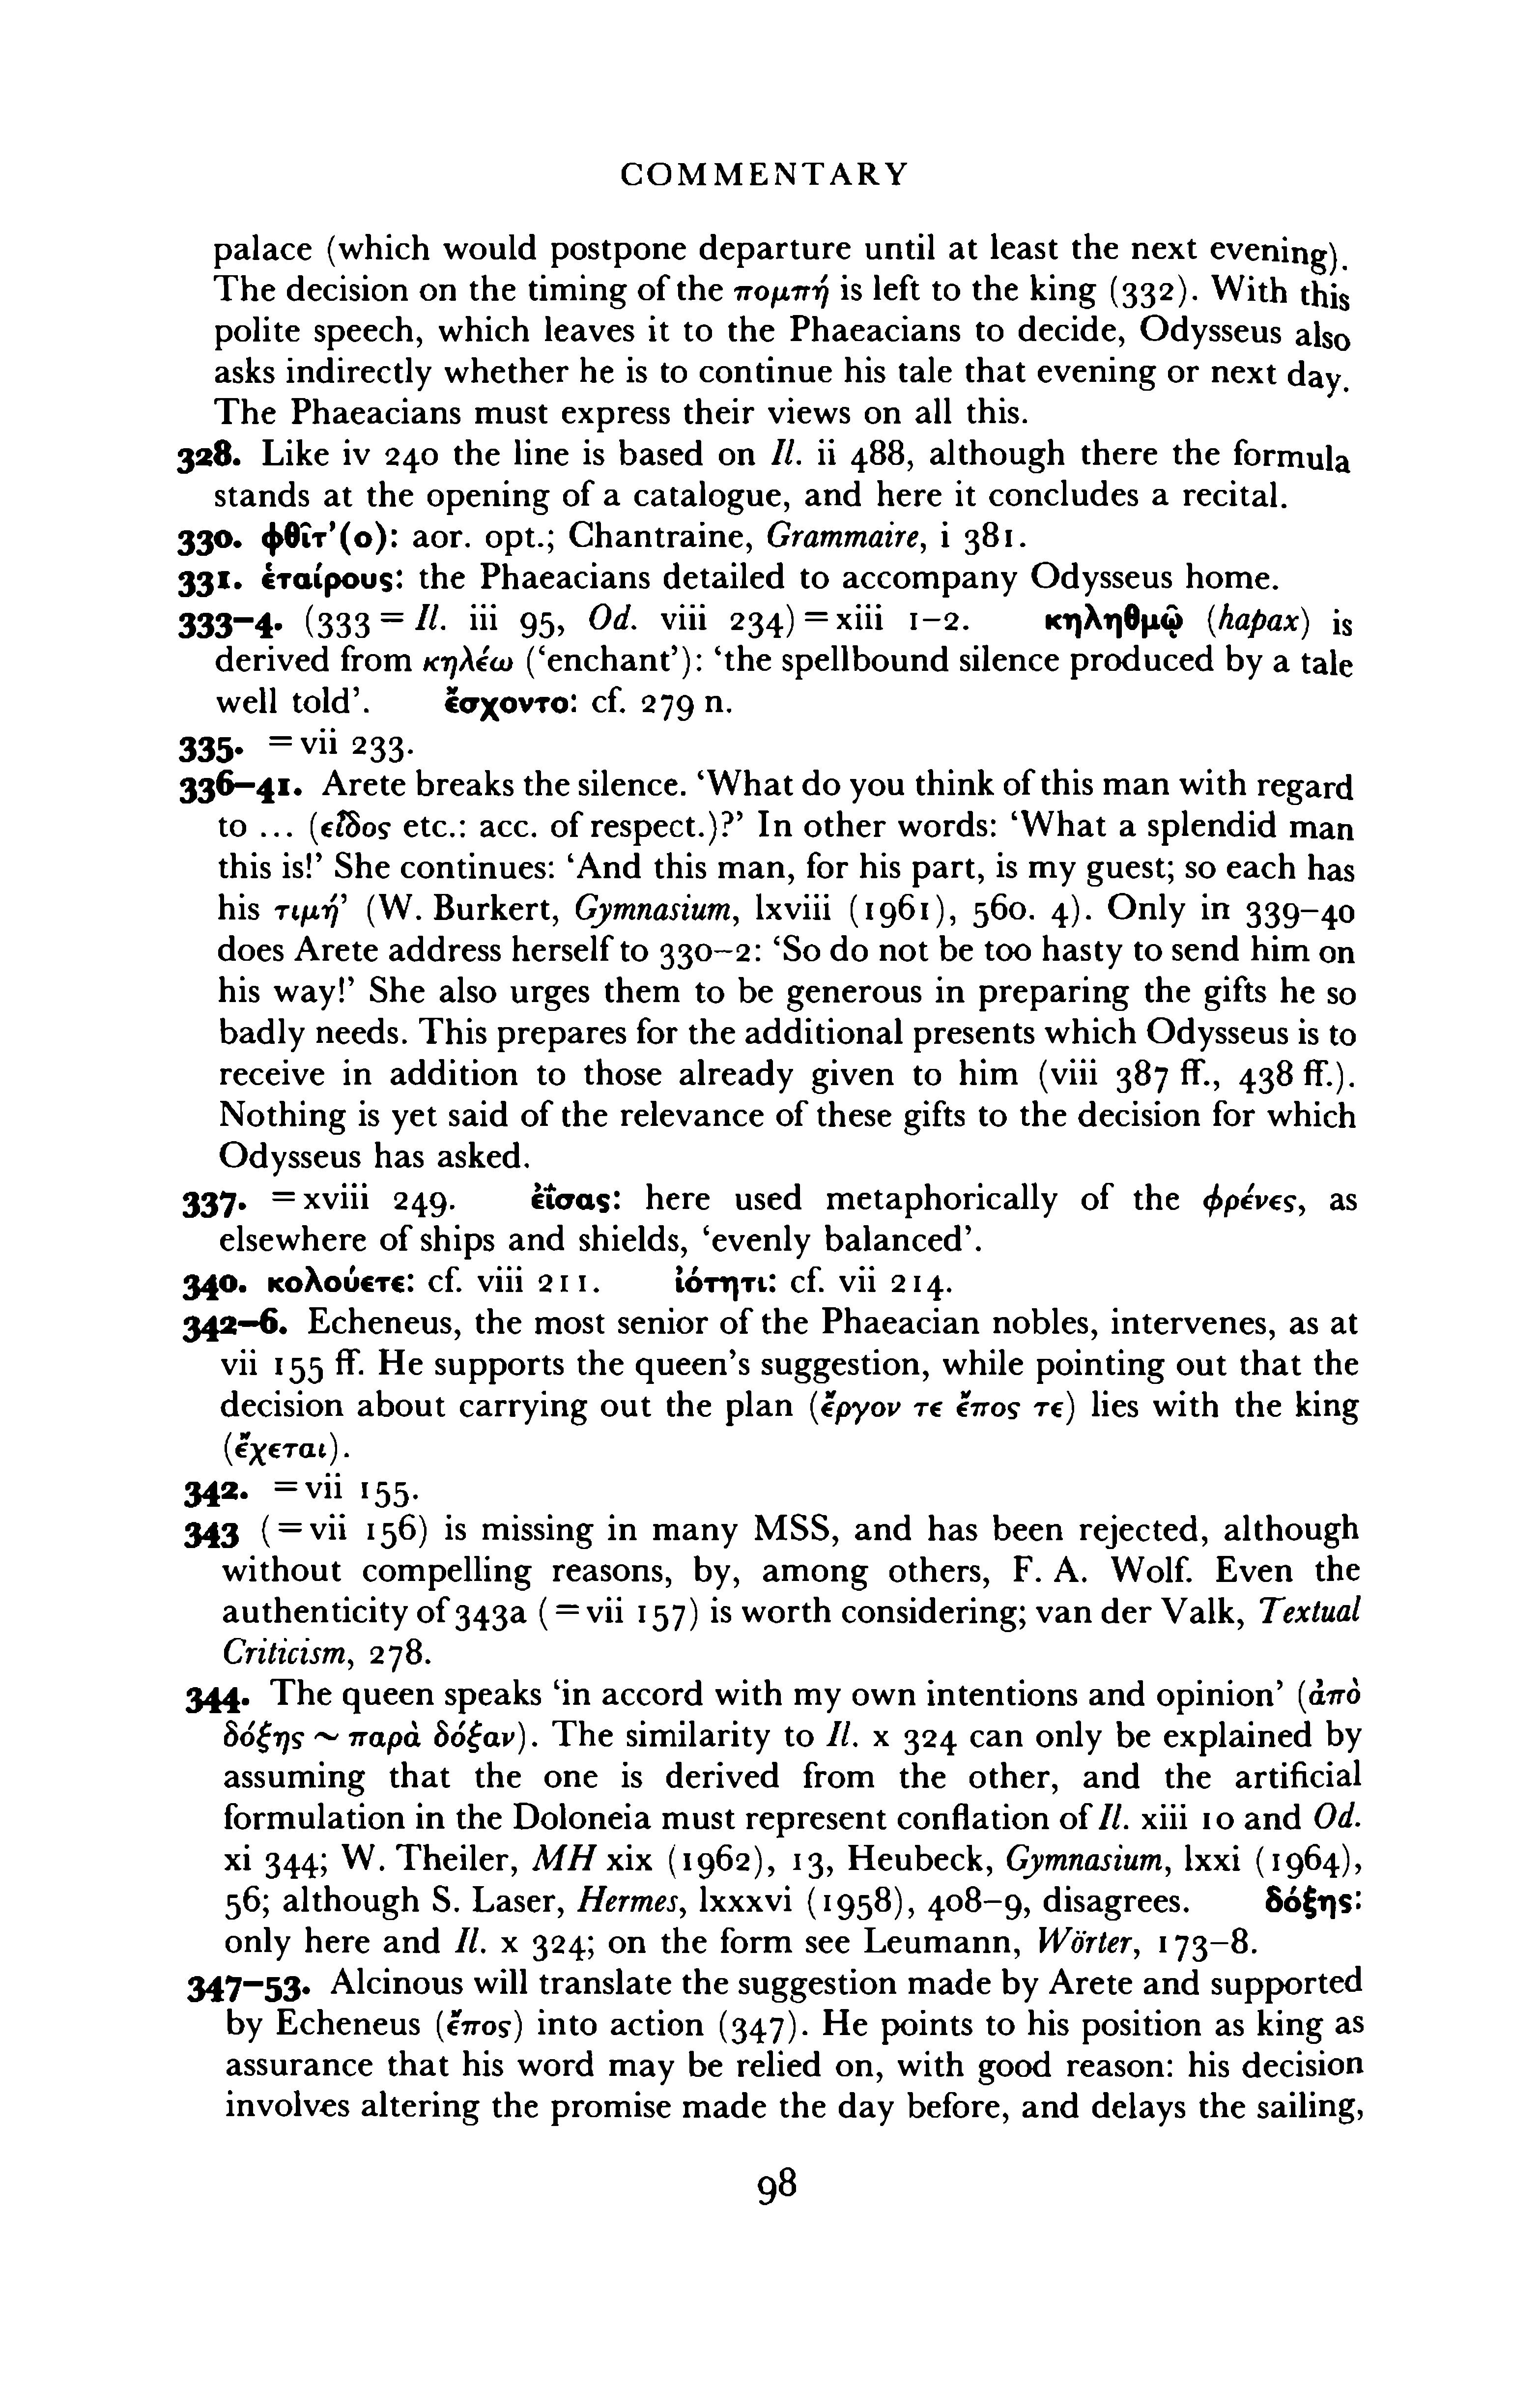 COMMENTARY
palace (which would postpone departure until at least the next evening).
The decision on the timing of the πομπή is left to the king (332). With this
polite speech, which leaves it to the Phaeacians to decide, Odysseus also
asks indirectly whether he is to continue his tale that evening or next day.
The Phaeacians must express their views on all this.
328. Like iv 240 the line is based on Il. ii 488, although there the formula
stands at the opening of a catalogue, and here it concludes a recital.
330. φθῖτ’(ο): aor. opt.; Chantraine, Grammaire, i 381.
331. ἑταίρους: the Phaeacians detailed to accompany Odysseus home.
333–4. (333 = Il. iii 95, Od. viii 234) = xiii 1–2. κηληθμῷ (hapax) is
derived from κηλέω (‘enchant’): ‘the spellbound silence produced by a tale
well told’. ἔσχοντο: cf. 279 n.
335. = vii 233.
336–41. Arete breaks the silence. ‘What do you think of this man with regard
to ... (εἶδος etc.: acc. of respect.)?’ In other words: ‘What a splendid man
this is!’ She continues: ‘And this man, for his part, is my guest; so each has
his τιμή’ (W. Burkert, Gymnasium, lxviii (1961), 560. 4). Only in 339–40
does Arete address herself to 330–2: ‘So do not be too hasty to send him on
his way!’ She also urges them to be generous in preparing the gifts he so
badly needs. This prepares for the additional presents which Odysseus is to
receive in addition to those already given to him (viii 387 ff., 438 ff.).
Nothing is yet said of the relevance of these gifts to the decision for which
Odysseus has asked.
337. = xviii 249. ἐΐσας: here used metaphorically of the φρένες, as
elsewhere of ships and shields, ‘evenly balanced’.
340. κολούετε: cf. viii 211. ἰότητι: cf. vii 214.
342–6. Echeneus, the most senior of the Phaeacian nobles, intervenes, as at
vii 155 ff. He supports the queen’s suggestion, while pointing out that the
decision about carrying out the plan (ἔργον τε ἔπος τε) lies with the king
(ἔχεται).
342. = vii 155.
343 (= vii 156) is missing in many MSS, and has been rejected, although
without compelling reasons, by, among others, F. A. Wolf. Even the
authenticity of 343a (= vii 157) is worth considering; van der Valk, Textual
Criticism, 278.
344. The queen speaks ‘in accord with my own intentions and opinion’ (ἀπὸ
δόξης ~ παρὰ δόξαν). The similarity to Il. x 324 can only be explained by
assuming that the one is derived from the other, and the artificial
formulation in the Doloneia must represent conflation of Il. xiii 10 and Od.
xi 344; W. Theiler, MH xix (1962), 13, Heubeck, Gymnasium, lxxi (1964),
56; although S. Laser, Hermes, lxxxvi (1958), 408–9, disagrees. δόξης:
only here and Il. x 324; on the form see Leumann, Wörter, 173–8.
347–53. Alcinous will translate the suggestion made by Arete and supported
by Echeneus (ἔπος) into action (347). He points to his position as king as
assurance that his word may be relied on, with good reason: his decision
involves altering the promise made the day before, and delays the sailing,
98